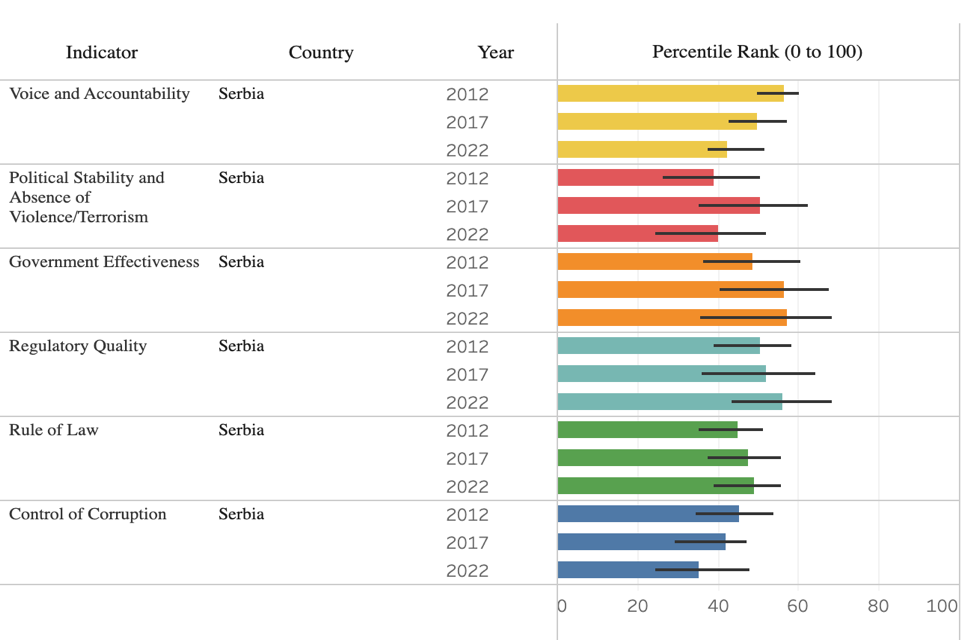 Indicator Country Year Percentile Rank (0 to 100)
Voice and Accountability Serbia 2012
2017
2022
Political Stability and Serbia 2012
Absence of
Violence/Terrorism
2017
2022
Government Effectiveness Serbia 2012
2017
2022
Regulatory Quality Serbia 2012
2017
2022
Rule of Law Serbia 2012
2017
2022
Control of Corruption Serbia 2012
2017
2022
0 20 40 60 80 100